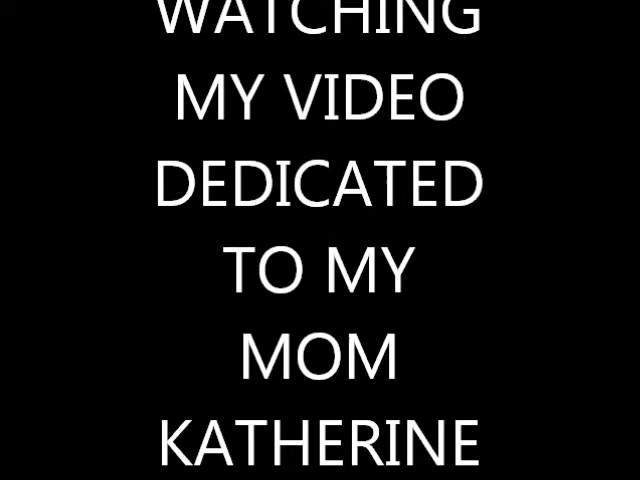 WATCHING
MY VIDEO
DEDICATED
TO MY
MOM
KATHERINE